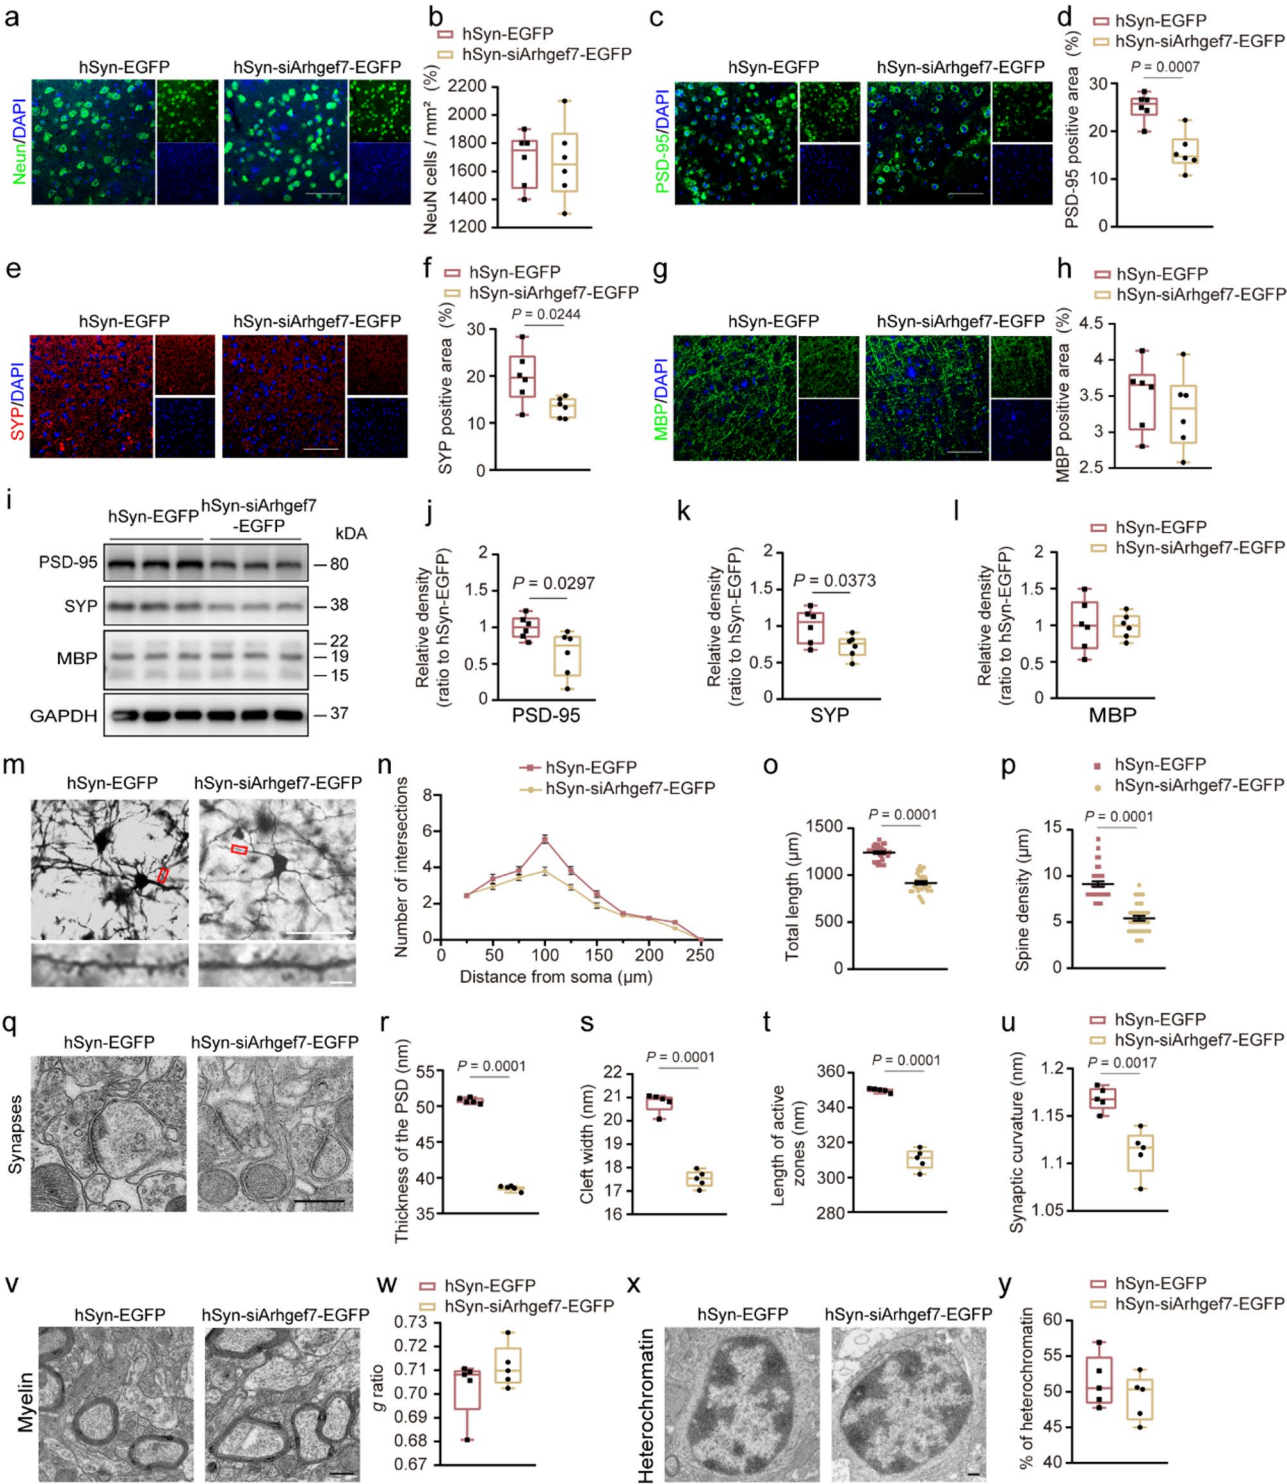 a
hSyn-EGFP
hSyn-siArhgef7-EGFP
Neun/DAPI
b
hSyn-EGFP
hSyn-siArhgef7-EGFP
NeuN cells / mm² (%)
2200
2000
1800
1600
1400
1200
c
hSyn-EGFP
hSyn-siArhgef7-EGFP
PSD-95/DAPI
d
hSyn-EGFP
hSyn-siArhgef7-EGFP
P = 0.0007
PSD-95 positive area (%)
30
20
10
0
e
hSyn-EGFP
hSyn-siArhgef7-EGFP
SYP/DAPI
f
hSyn-EGFP
hSyn-siArhgef7-EGFP
P = 0.0244
SYP positive area (%)
30
20
10
0
g
hSyn-EGFP
hSyn-siArhgef7-EGFP
MBP/DAPI
h
hSyn-EGFP
hSyn-siArhgef7-EGFP
MBP positive area (%)
4.5
4
3.5
3
2.5
i
hSyn-EGFP
hSyn-siArhgef7
-EGFP
kDA
PSD-95
80
SYP
38
MBP
22
19
15
GAPDH
37
j
Relative density
(ratio to hSyn-EGFP)
2
1.5
1
0.5
0
P = 0.0297
PSD-95
k
Relative density
(ratio to hSyn-EGFP)
2
1.5
1
0.5
0
P = 0.0373
SYP
l
hSyn-EGFP
hSyn-siArhgef7-EGFP
Relative density
(ratio to hSyn-EGFP)
2
1.5
1
0.5
0
MBP
m
hSyn-EGFP
hSyn-siArhgef7-EGFP
n
hSyn-EGFP
hSyn-siArhgef7-EGFP
Number of intersections
8
6
4
2
0
0 50 100 150 200 250
Distance from soma (µm)
o
P = 0.0001
Total length (µm)
1500
1000
500
0
p
hSyn-EGFP
hSyn-siArhgef7-EGFP
P = 0.0001
Spine density (µm)
15
10
5
0
q
hSyn-EGFP
hSyn-siArhgef7-EGFP
Synapses
r
P = 0.0001
Thickness of the PSD (nm)
55
50
45
40
35
s
P = 0.0001
Cleft width (nm)
22
21
20
19
18
17
16
t
P = 0.0001
Length of active
zones (nm)
360
340
320
300
280
u
hSyn-EGFP
hSyn-siArhgef7-EGFP
P = 0.0017
Synaptic curvature (nm)
1.2
1.15
1.1
1.05
v
hSyn-EGFP
hSyn-siArhgef7-EGFP
Myelin
w
hSyn-EGFP
hSyn-siArhgef7-EGFP
g ratio
0.73
0.72
0.71
0.70
0.69
0.68
0.67
x
hSyn-EGFP
hSyn-siArhgef7-EGFP
Heterochromatin
y
hSyn-EGFP
hSyn-siArhgef7-EGFP
% of heterochromatin
60
55
50
45
40